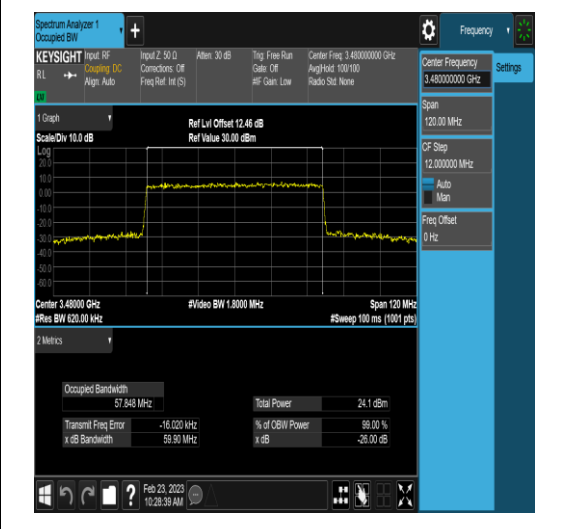 Spectrum Analyzer 1
Occupied BW
+
Frequency
KEYSIGHT
Input: RF
Input Z: 50 Ω
Atten: 30 dB
Trig: Free Run
Center Freq: 3.480000000 GHz
RL
Coupling: DC
Corrections: Off
Gate: Off
Avg|Hold: 100/100
Align: Auto
Freq Ref: Int (S)
#IF Gain: Low
Radio Std: None
Center Frequency
3.480000000 GHz
Settings
Span
120.00 MHz
CF Step
12.000000 MHz
Auto
Man
Freq Offset
0 Hz
1 Graph
Ref Lvl Offset 12.46 dB
Scale/Div 10.0 dB
Ref Value 30.00 dBm
Log
20.0
10.0
0.00
-10.0
-20.0
-30.0
-40.0
-50.0
-60.0
Center 3.48000 GHz
#Video BW 1.8000 MHz
Span 120 MHz
#Res BW 620.00 kHz
#Sweep 100 ms (1001 pts)
2 Metrics
Occupied Bandwidth
57.848 MHz
Total Power
24.1 dBm
Transmit Freq Error
-16.020 kHz
% of OBW Power
99.00 %
x dB Bandwidth
59.90 MHz
x dB
-26.00 dB
?
Feb 23, 2023
10:28:39 AM